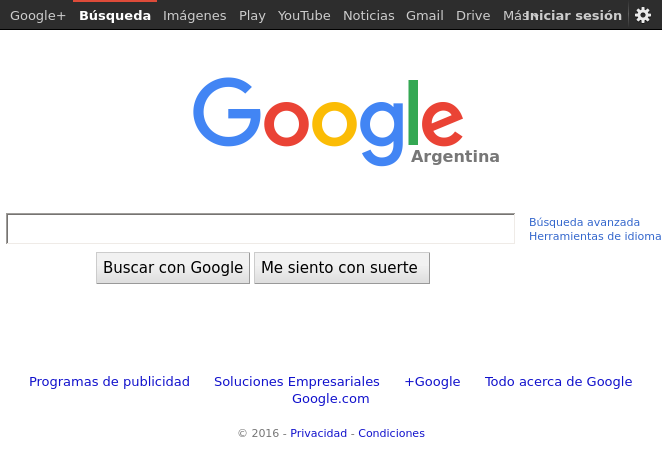 Google+ Búsqueda Imágenes Play YouTube Noticias Gmail Drive Más Iniciar sesión
Google
Argentina
Búsqueda avanzada
Herramientas de idioma
Buscar con Google Me siento con suerte
Programas de publicidad Soluciones Empresariales +Google Todo acerca de Google
Google.com
© 2016 - Privacidad - Condiciones